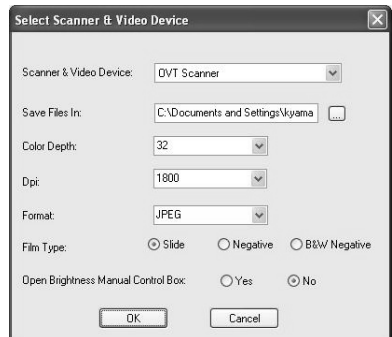 Select Scanner & Video Device
Scanner & Video Device: OVT Scanner
Save Files In: C:\Documents and Settings\kyama ...
Color Depth: 32
Dpi: 1800
Format: JPEG
Film Type: Slide Negative B&W Negative
Open Brightness Manual Control Box: Yes No
OK Cancel